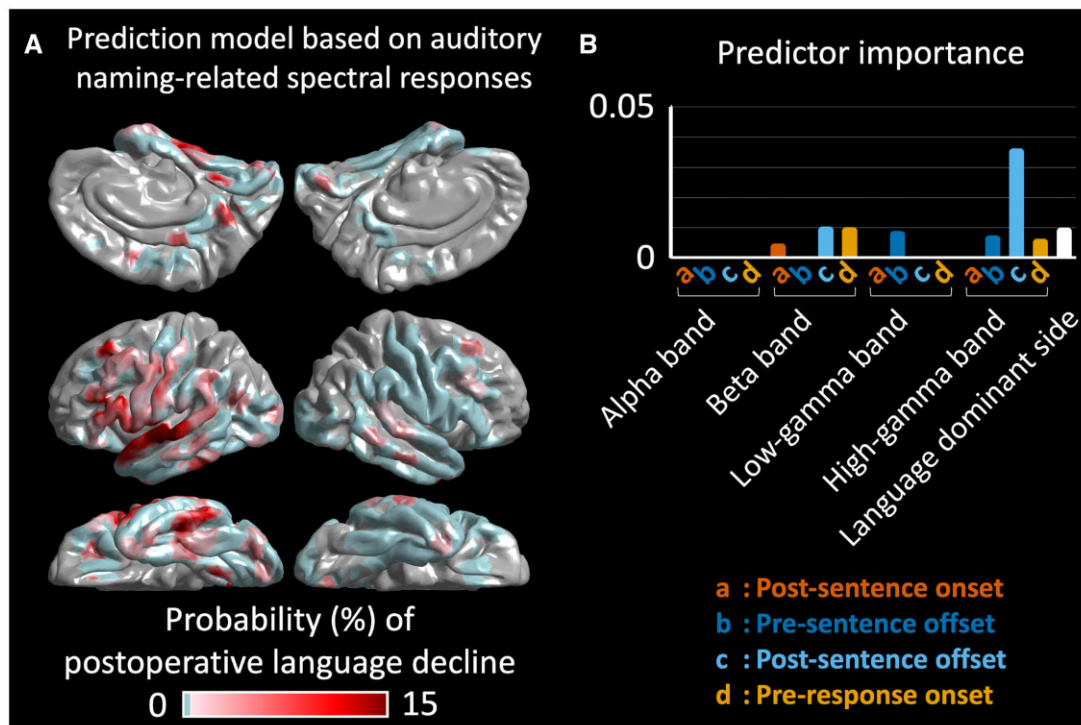 A
Prediction model based on auditory
naming-related spectral responses
Probability (%) of
postoperative language decline
0
15
B
Predictor importance
0.05
0
a b c d a b c d a b c d a b c d
Alpha band
Beta band
Low-gamma band
High-gamma band
Language dominant side
a : Post-sentence onset
b : Pre-sentence offset
c : Post-sentence offset
d : Pre-response onset